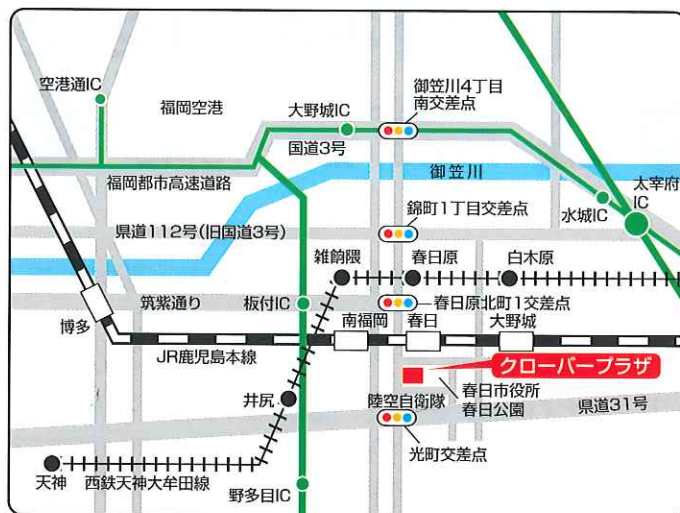 空港通IC
福岡空港
大野城IC
御笠川4丁目
南交差点
国道3号
福岡都市高速道路
御笠川
太宰府
IC
水城IC
錦町1丁目交差点
県道112号(旧国道3号)
雑餉隈
春日原
白木原
筑紫通り
板付IC
春日原北町1交差点
博多
南福岡
春日
大野城
JR鹿児島本線
クローバープラザ
井尻
陸空自衛隊
春日市役所
春日公園
県道31号
光町交差点
天神
西鉄天神大牟田線
野多目IC